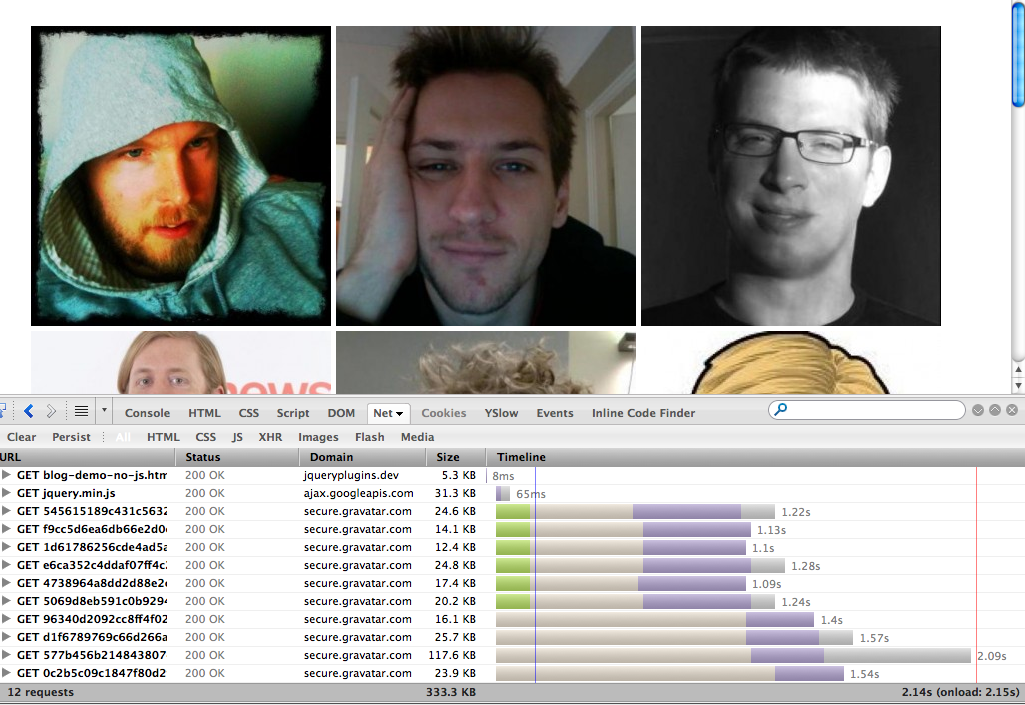 news
Console HTML CSS Script DOM Net Cookies YSlow Events Inline Code Finder
Clear Persist All HTML CSS JS XHR Images Flash Media
URL Status Domain Size Timeline
GET blog-demo-no-js.htm 200 OK jqueryplugins.dev 5.3 KB 8ms
GET jquery.min.js 200 OK ajax.googleapis.com 31.3 KB 65ms
GET 545615189c431c5632 200 OK secure.gravatar.com 24.6 KB 1.22s
GET f9cc5d6ea6db66e2d0 200 OK secure.gravatar.com 14.1 KB 1.13s
GET 1d61786256cde4ad5a 200 OK secure.gravatar.com 12.4 KB 1.1s
GET e6ca352c4ddaf07ff4c 200 OK secure.gravatar.com 24.8 KB 1.28s
GET 4738964a8dd2d88e2 200 OK secure.gravatar.com 17.4 KB 1.09s
GET 5069d8eb591c0b929 200 OK secure.gravatar.com 20.2 KB 1.24s
GET 96340d2092cc8ff4f02 200 OK secure.gravatar.com 16.1 KB 1.4s
GET d1f6789769c66d266a 200 OK secure.gravatar.com 25.7 KB 1.57s
GET 577b456b214843807 200 OK secure.gravatar.com 117.6 KB 2.09s
GET 0c2b5c09c1847f80d2 200 OK secure.gravatar.com 23.9 KB 1.54s
12 requests 333.3 KB 2.14s (onload: 2.15s)